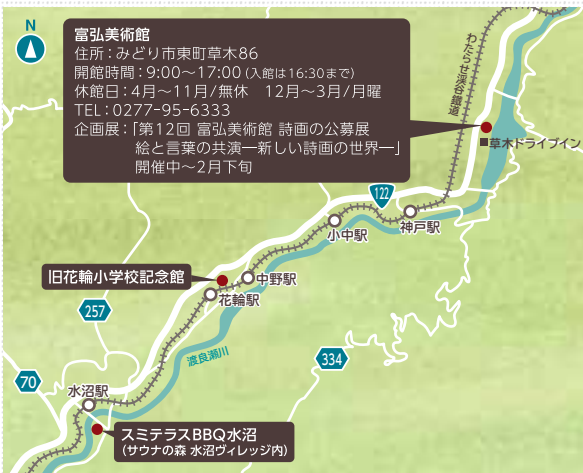 N
富弘美術館
住所：みどり市東町草木86
開館時間：9:00〜17:00（入館は16:30まで）
休館日：4月〜11月/無休　12月〜3月/月曜
TEL：0277-95-6333
企画展：「第12回 富弘美術館 詩画の公募展
絵と言葉の共演―新しい詩画の世界―」
開催中〜2月下旬
わたらせ渓谷鐵道
草木ドライブイン
122
神戸駅
小中駅
旧花輪小学校記念館
中野駅
花輪駅
257
渡良瀬川
334
70
水沼駅
スミテラスBBQ水沼
（サウナの森 水沼ヴィレッジ内）